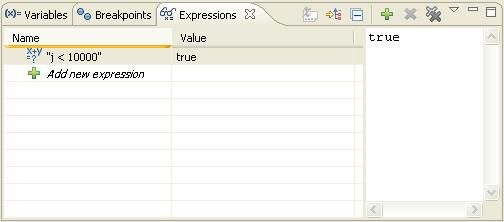 (x)= Variables Breakpoints Expressions
Name Value
x+y =? "j < 10000" true
Add new expression
true